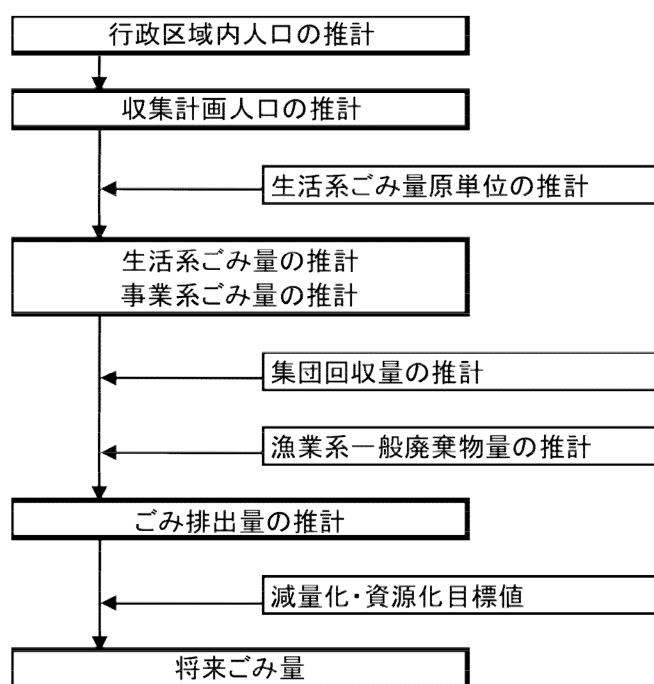 行政区域内人口の推計
収集計画人口の推計
生活系ごみ量原単位の推計
生活系ごみ量の推計
事業系ごみ量の推計
集団回収量の推計
漁業系一般廃棄物量の推計
ごみ排出量の推計
減量化・資源化目標値
将来ごみ量